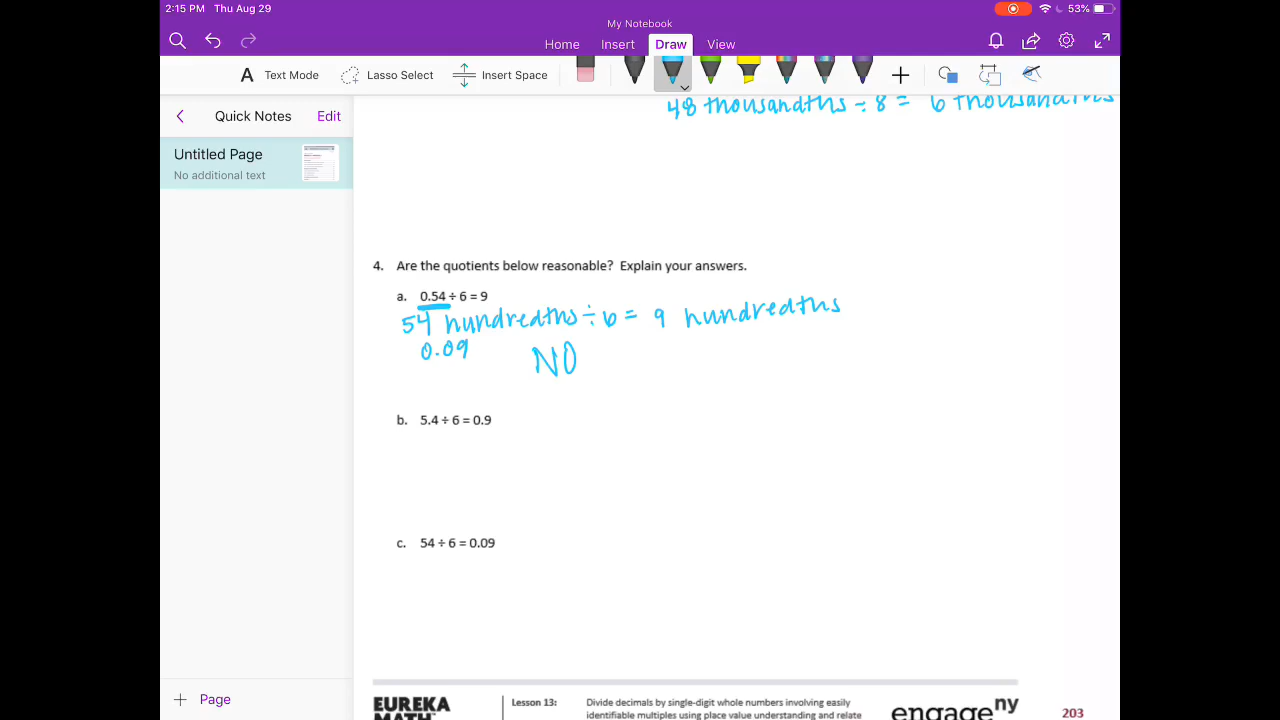 2:15 PM Thu Aug 29
53%
My Notebook
Home Insert Draw View
A Text Mode Lasso Select Insert Space
Quick Notes Edit
Untitled Page
No additional text
Page
48 thousandths ÷ 8 = 6 thousandths
4. Are the quotients below reasonable? Explain your answers.
a. 0.54 ÷ 6 = 9
54 hundredths ÷ 6 = 9 hundredths
0.09 NO
b. 5.4 ÷ 6 = 0.9
c. 54 ÷ 6 = 0.09
EUREKA
MATH™
Lesson 13:
Divide decimals by single-digit whole numbers involving easily
identifiable multiples using place value understanding and relate
engageny
203